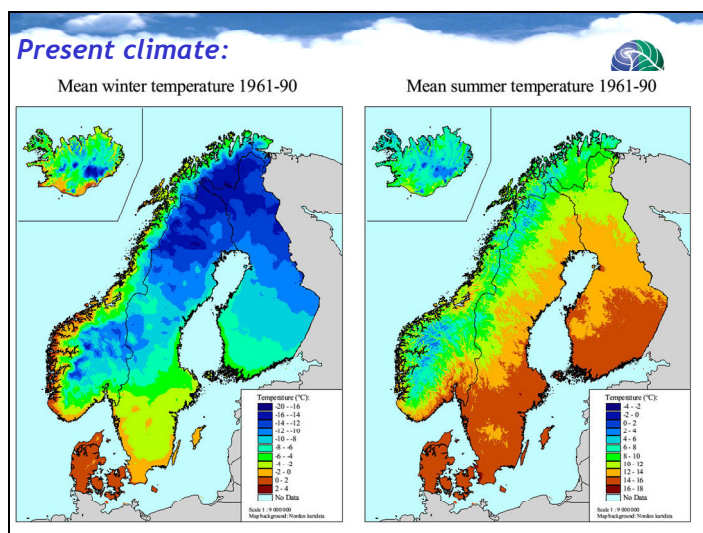 Present climate:
Mean winter temperature 1961-90
Mean summer temperature 1961-90
Temperature (°C):
-20 - -16
-16 - -14
-14 - -12
-12 - -10
-10 - -8
-8 - -6
-6 - -4
-4 - -2
-2 - 0
0 - 2
2 - 4
No Data
Scale 1 : 9 000 000
Map background: Norden kartdata
Temperature (°C):
-4 - -2
-2 - 0
0 - 2
2 - 4
4 - 6
6 - 8
8 - 10
10 - 12
12 - 14
14 - 16
16 - 18
No Data
Scale 1 : 9 000 000
Map background: Nordens kartdata